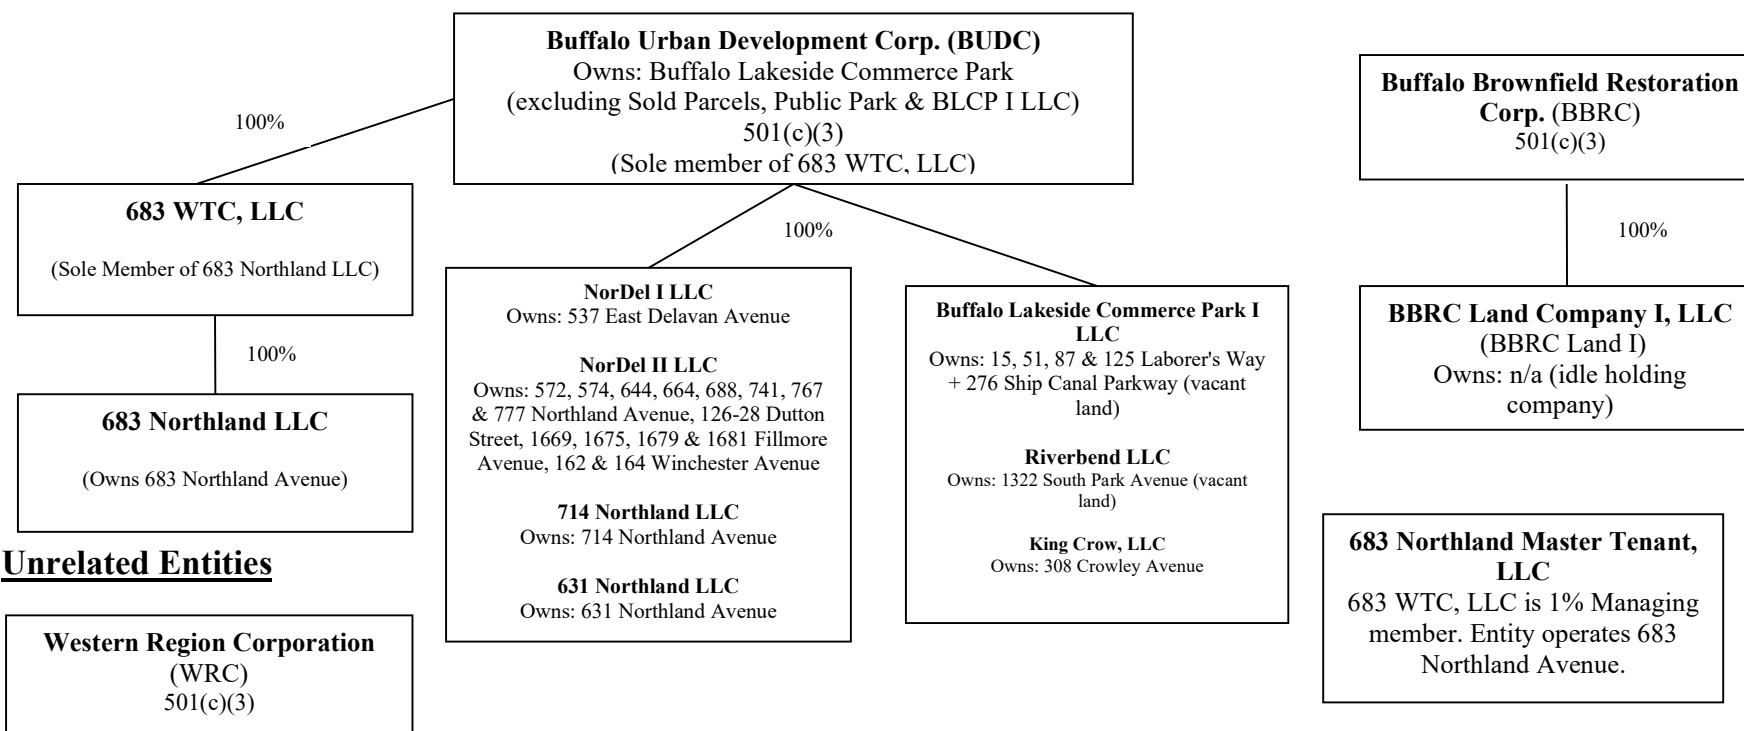 Buffalo Urban Development Corp. (BUDC)
Owns: Buffalo Lakeside Commerce Park
(excluding Sold Parcels, Public Park & BLCP I LLC)
501(c)(3)
(Sole member of 683 WTC, LLC)
Buffalo Brownfield Restoration
Corp. (BBRC)
501(c)(3)
100%
683 WTC, LLC
(Sole Member of 683 Northland LLC)
100%
100%
NorDel I LLC
Owns: 537 East Delavan Avenue
NorDel II LLC
Owns: 572, 574, 644, 664, 688, 741, 767
& 777 Northland Avenue, 126-28 Dutton
Street, 1669, 1675, 1679 & 1681 Fillmore
Avenue, 162 & 164 Winchester Avenue
714 Northland LLC
Owns: 714 Northland Avenue
631 Northland LLC
Owns: 631 Northland Avenue
Buffalo Lakeside Commerce Park I
LLC
Owns: 15, 51, 87 & 125 Laborer's Way
+ 276 Ship Canal Parkway (vacant
land)
Riverbend LLC
Owns: 1322 South Park Avenue (vacant
land)
King Crow, LLC
Owns: 308 Crowley Avenue
BBRC Land Company I, LLC
(BBRC Land I)
Owns: n/a (idle holding
company)
100%
683 Northland LLC
(Owns 683 Northland Avenue)
683 Northland Master Tenant,
LLC
683 WTC, LLC is 1% Managing
member. Entity operates 683
Northland Avenue.
Unrelated Entities
Western Region Corporation
(WRC)
501(c)(3)